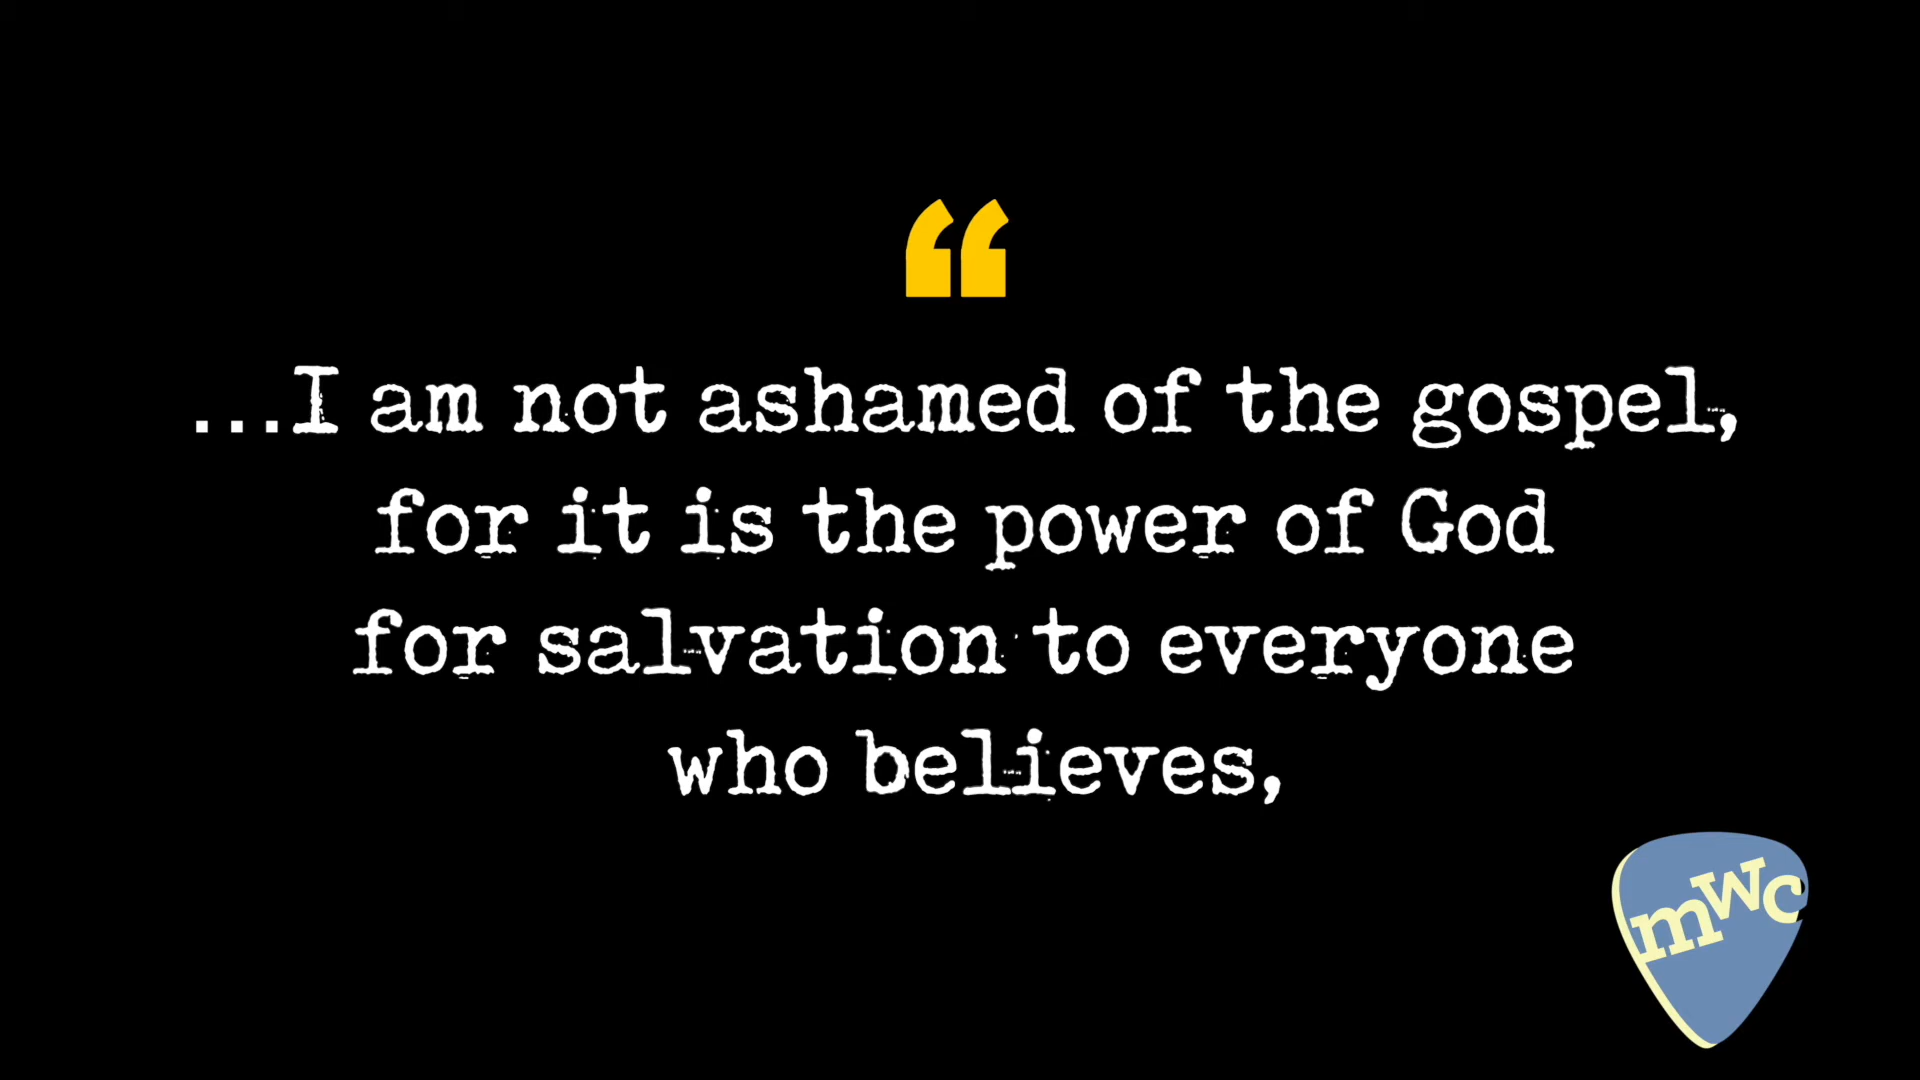 “
...I am not ashamed of the gospel,
for it is the power of God
for salvation to everyone
who believes,
mwc